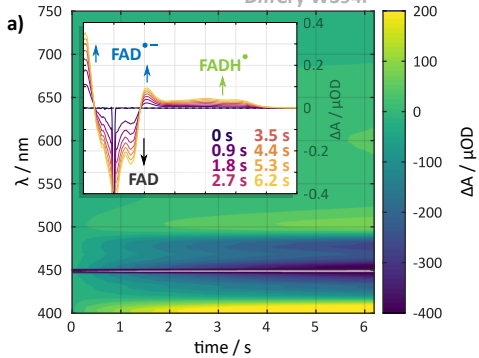 a)
750
700
650
600
550
500
450
400
λ / nm
0
1
2
3
4
5
6
time / s
FAD•−
FADH•
FAD
0 s 3.5 s
0.9 s 4.4 s
1.8 s 5.3 s
2.7 s 6.2 s
0.4
0.2
0
-0.2
-0.4
ΔA / µOD
200
100
0
-100
-200
-300
-400
ΔA / µOD